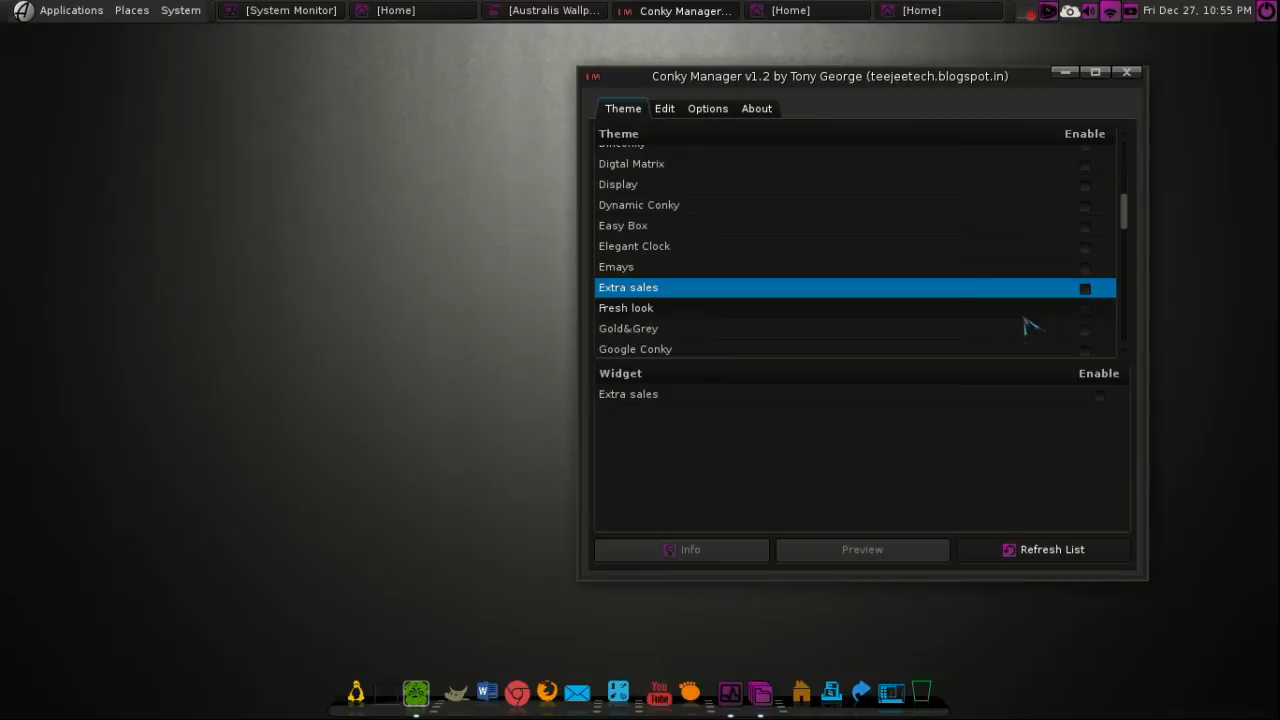 Applications Places System [System Monitor] [Home] [Australis Wallp... Conky Manager... [Home] [Home] Fri Dec 27, 10:55 PM
Conky Manager v1.2 by Tony George (teejeetech.blogspot.in)
Theme Edit Options About
Theme Enable
Digtal Matrix
Display
Dynamic Conky
Easy Box
Elegant Clock
Emays
Extra sales
Fresh look
Gold&Grey
Google Conky
Widget Enable
Extra sales
Info Preview Refresh List
You
Tube